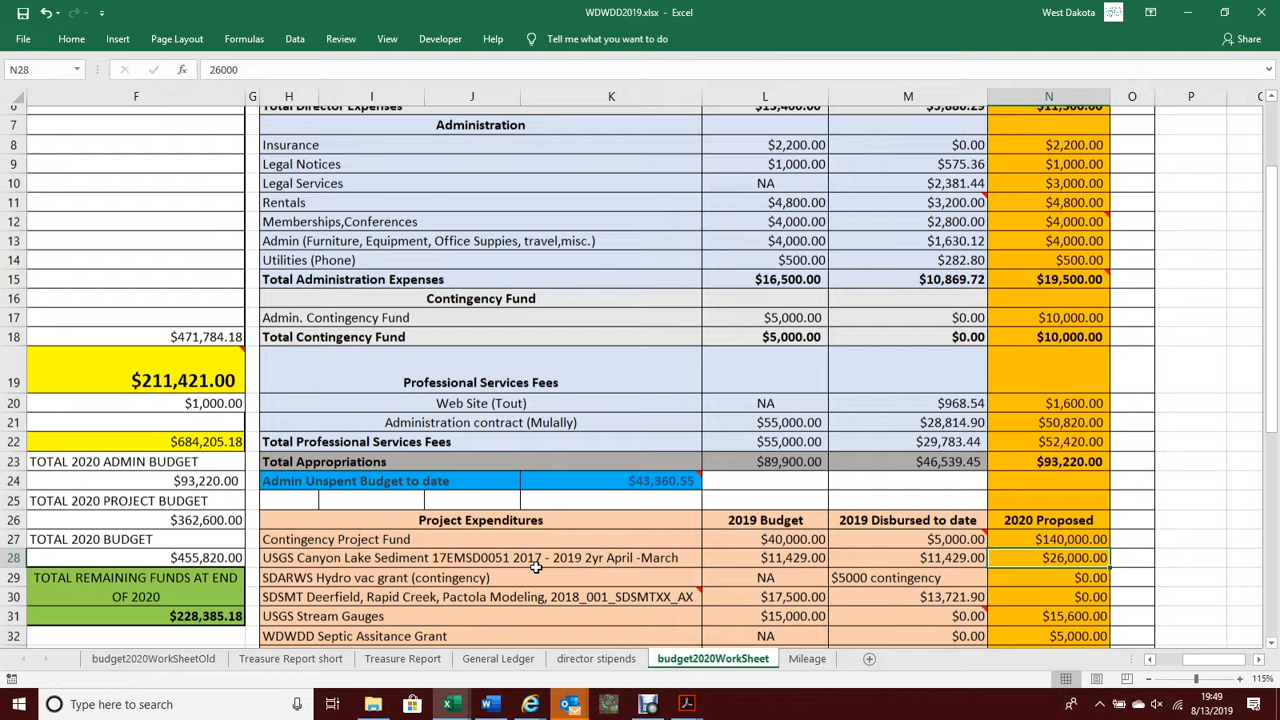 WDWDD2019.xlsx - Excel
West Dakota
File Home Insert Page Layout Formulas Data Review View Developer Help Tell me what you want to do Share
N28 fx 26000
F G H I J K L M N O P
6 Total Director Expenses $11,500.00
7 Administration
8 Insurance $2,200.00 $0.00 $2,200.00
9 Legal Notices $1,000.00 $575.36 $1,000.00
10 Legal Services NA $2,381.44 $3,000.00
11 Rentals $4,800.00 $3,200.00 $4,800.00
12 Memberships,Conferences $4,000.00 $2,800.00 $4,000.00
13 Admin (Furniture, Equipment, Office Suppies, travel,misc.) $4,000.00 $1,630.12 $4,000.00
14 Utilities (Phone) $500.00 $282.80 $500.00
15 Total Administration Expenses $16,500.00 $10,869.72 $19,500.00
16 Contingency Fund
17 Admin. Contingency Fund $5,000.00 $0.00 $10,000.00
18 $471,784.18 Total Contingency Fund $5,000.00 $0.00 $10,000.00
19 $211,421.00 Professional Services Fees
20 $1,000.00 Web Site (Tout) NA $968.54 $1,600.00
21 Administration contract (Mulally) $55,000.00 $28,814.90 $50,820.00
22 $684,205.18 Total Professional Services Fees $55,000.00 $29,783.44 $52,420.00
23 TOTAL 2020 ADMIN BUDGET Total Appropriations $89,900.00 $46,539.45 $93,220.00
24 $93,220.00 Admin Unspent Budget to date $43,360.55
25 TOTAL 2020 PROJECT BUDGET
26 $362,600.00 Project Expenditures 2019 Budget 2019 Disbursed to date 2020 Proposed
27 TOTAL 2020 BUDGET Contingency Project Fund $40,000.00 $5,000.00 $140,000.00
28 $455,820.00 USGS Canyon Lake Sediment 17EMSD0051 2017 - 2019 2yr April -March $11,429.00 $11,429.00 $26,000.00
29 TOTAL REMAINING FUNDS AT END SDARWS Hydro vac grant (contingency) NA $5000 contingency $0.00
30 OF 2020 SDSMT Deerfield, Rapid Creek, Pactola Modeling, 2018_001_SDSMTXX_AX $17,500.00 $13,721.90 $0.00
31 $228,385.18 USGS Stream Gauges $15,000.00 $0.00 $15,600.00
32 WDWDD Septic Assitance Grant NA $0.00 $5,000.00
budget2020WorkSheetOld Treasure Report short Treasure Report General Ledger director stipends budget2020WorkSheet Mileage
115%
Type here to search
19:49
8/13/2019